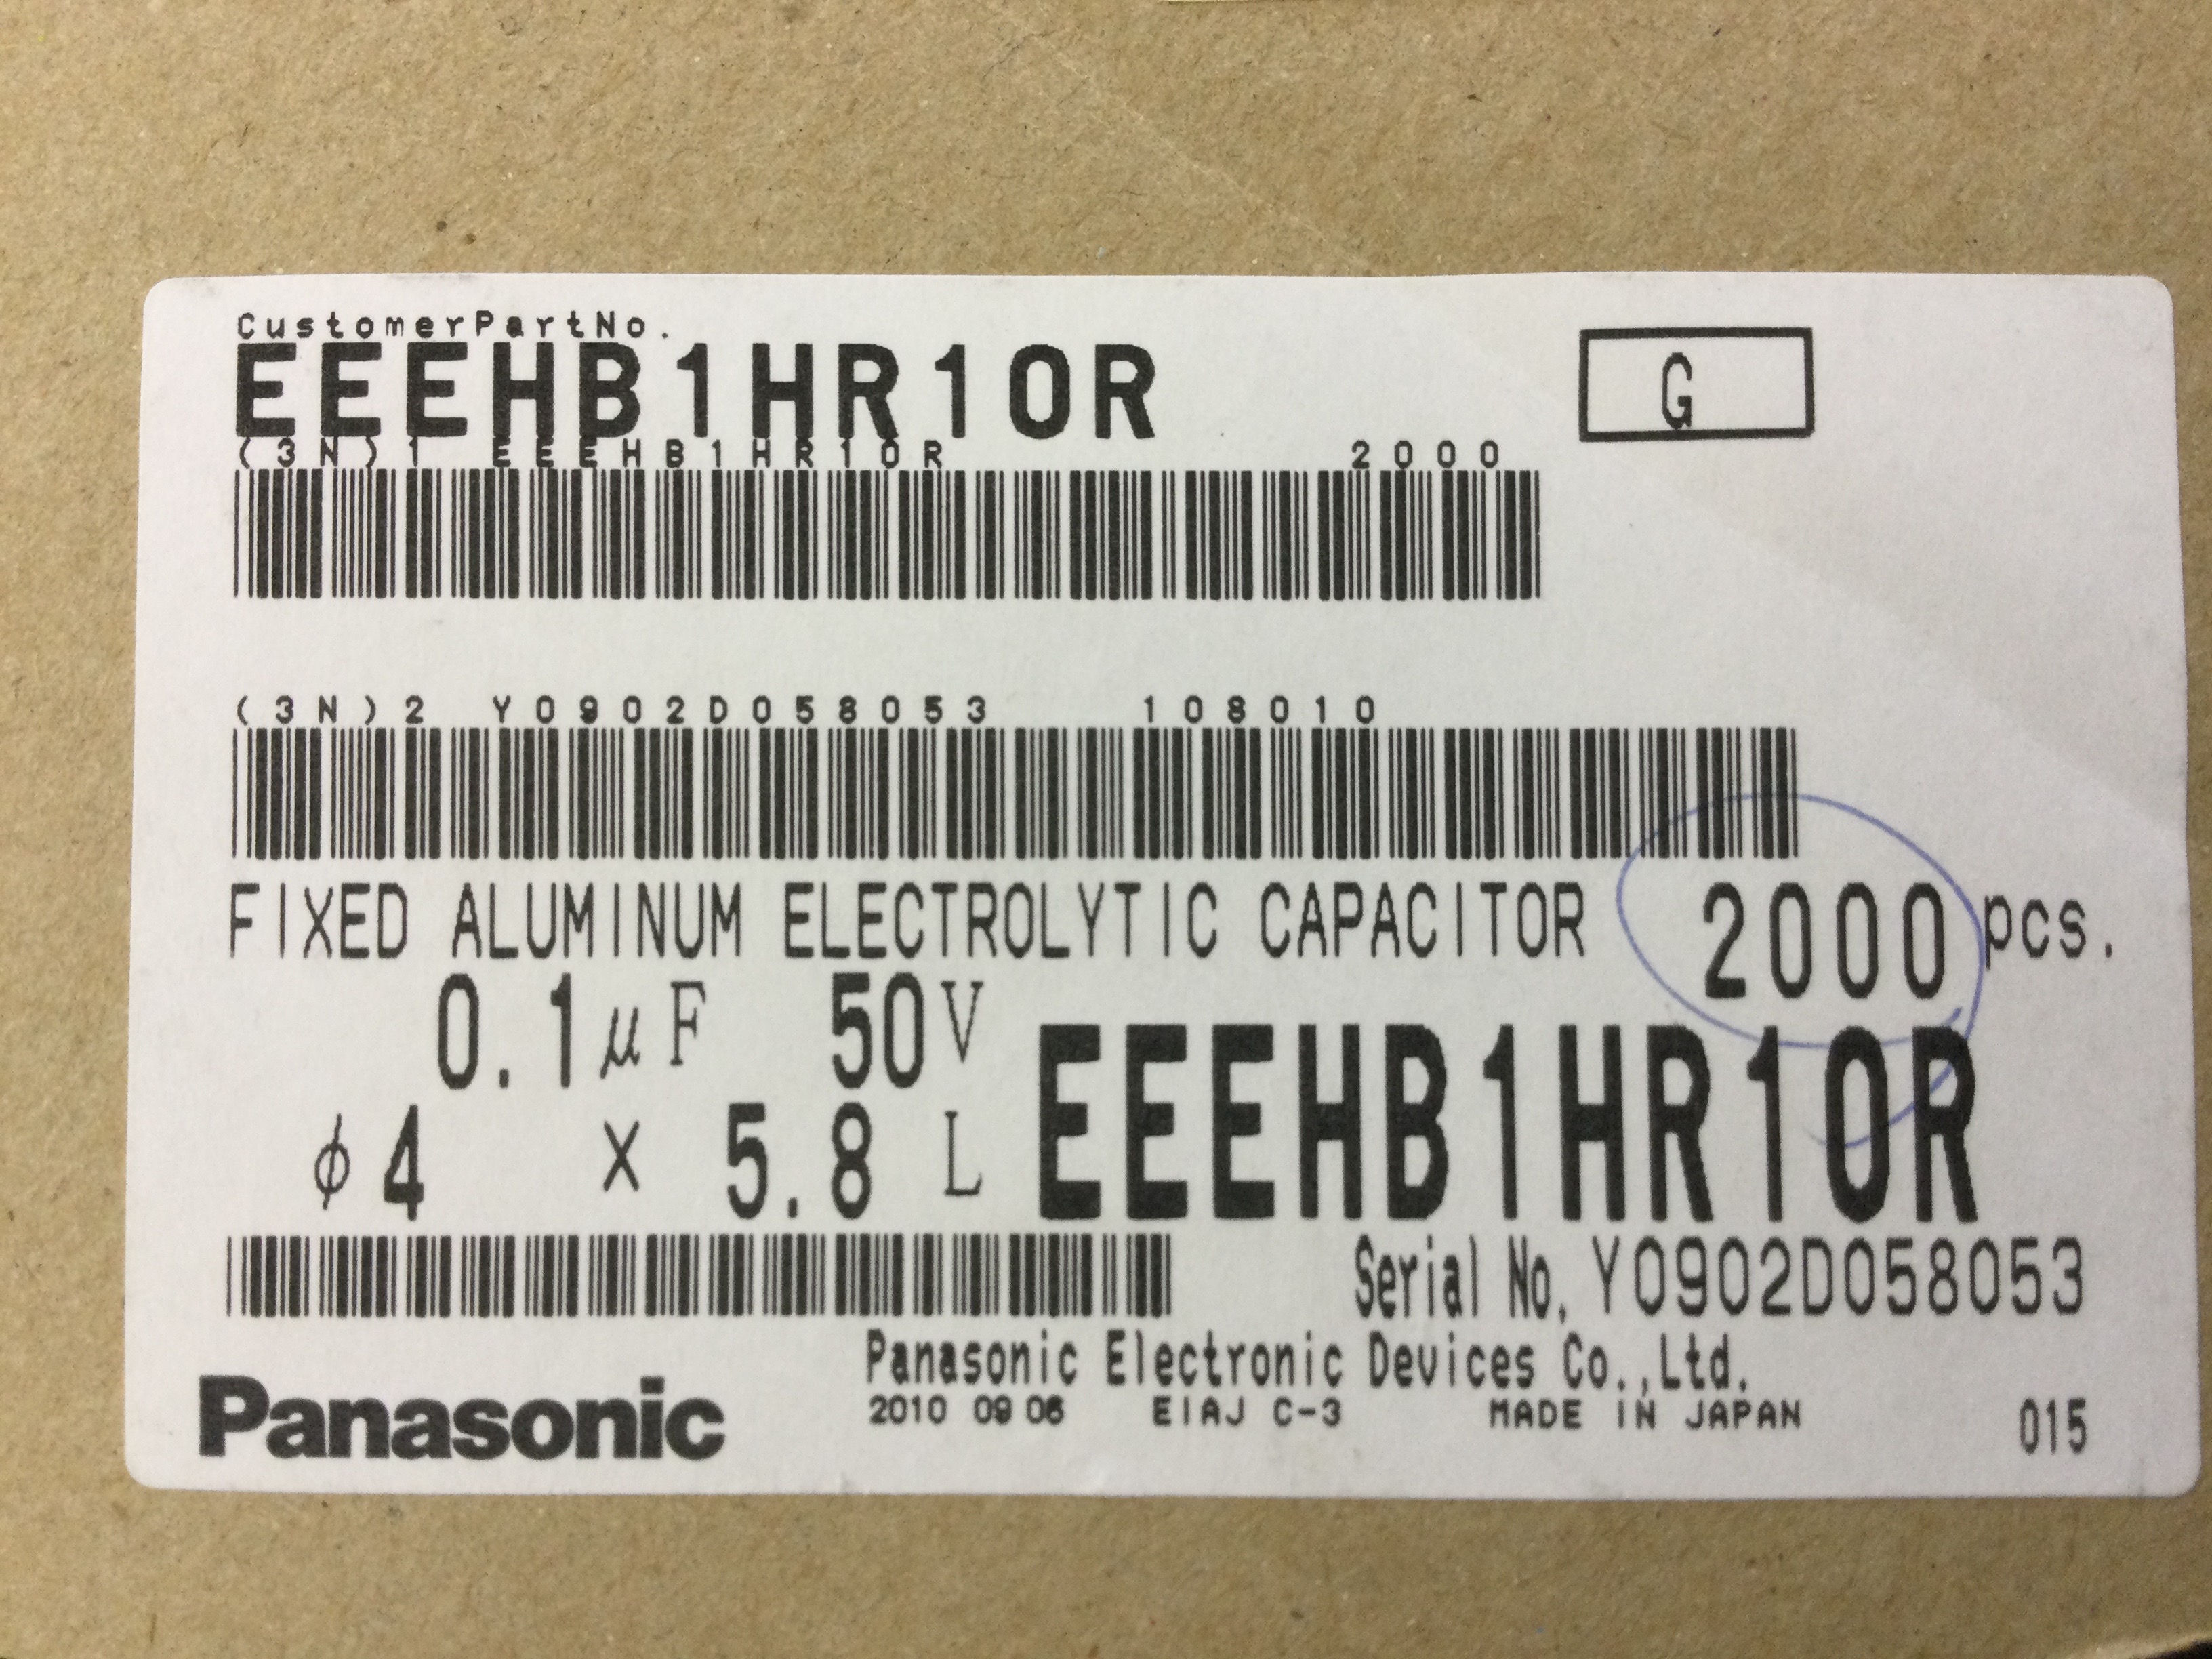 CustomerPartNo.
EEEHB1HR10R
G
(3N)1 EEEHB1HR10R 2000
(3N)2 Y0902D058053 108010
FIXED ALUMINUM ELECTROLYTIC CAPACITOR 2000 pcs.
0.1μF 50V
φ4 × 5.8 L EEEHB1HR10R
Serial No. Y0902D058053
Panasonic Electronic Devices Co.,Ltd.
Panasonic 2010 09 06 EIAJ C-3 MADE IN JAPAN 015